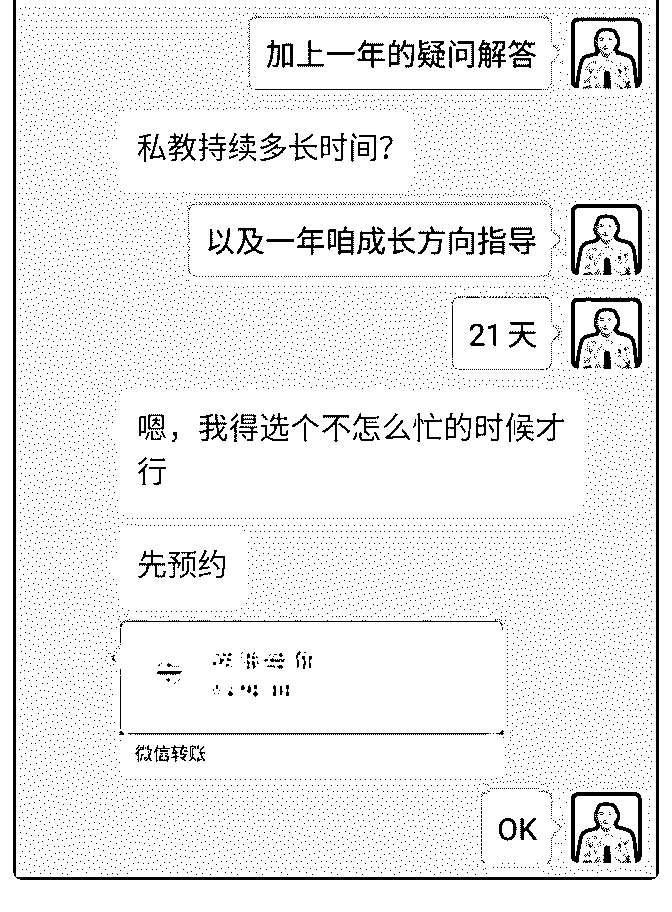 加上一年的疑问解答
私教持续多长时间？
以及一年咱成长方向指导
21 天
嗯，我得选个不怎么忙的时候才
行
先预约
微信转账
OK